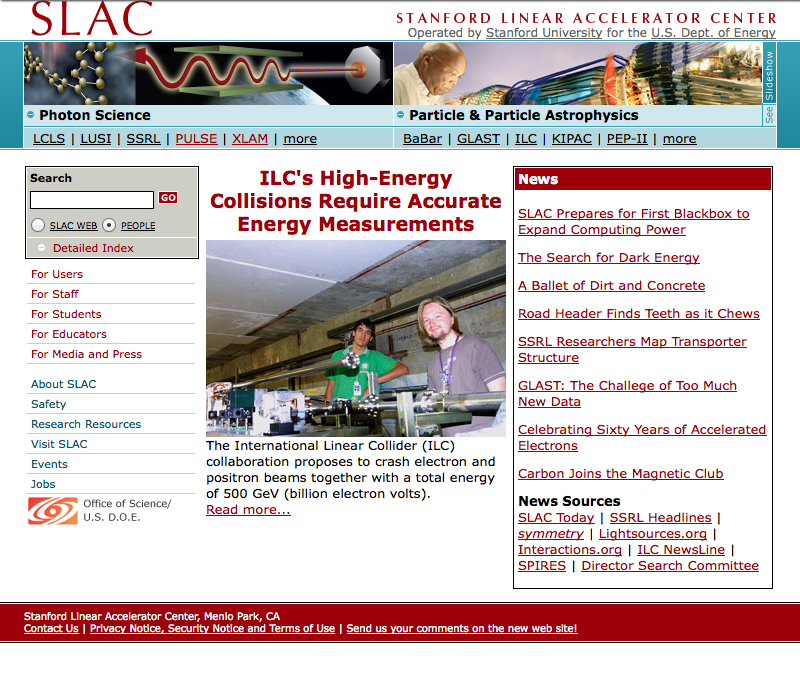 SLAC
STANFORD LINEAR ACCELERATOR CENTER
Operated by Stanford University for the U.S. Dept. of Energy
See Slideshow
Photon Science
LCLS | LUSI | SSRL | PULSE | XLAM | more
Particle & Particle Astrophysics
BaBar | GLAST | ILC | KIPAC | PEP-II | more
Search
GO
SLAC WEB PEOPLE
Detailed Index
For Users
For Staff
For Students
For Educators
For Media and Press
About SLAC
Safety
Research Resources
Visit SLAC
Events
Jobs
Office of Science/
U.S. D.O.E.
ILC's High-Energy
Collisions Require Accurate
Energy Measurements
The International Linear Collider (ILC)
collaboration proposes to crash electron and
positron beams together with a total energy
of 500 GeV (billion electron volts).
Read more...
News
SLAC Prepares for First Blackbox to
Expand Computing Power
The Search for Dark Energy
A Ballet of Dirt and Concrete
Road Header Finds Teeth as it Chews
SSRL Researchers Map Transporter
Structure
GLAST: The Challege of Too Much
New Data
Celebrating Sixty Years of Accelerated
Electrons
Carbon Joins the Magnetic Club
News Sources
SLAC Today | SSRL Headlines |
symmetry | Lightsources.org |
Interactions.org | ILC NewsLine |
SPIRES | Director Search Committee
Stanford Linear Accelerator Center, Menlo Park, CA
Contact Us | Privacy Notice, Security Notice and Terms of Use | Send us your comments on the new web site!